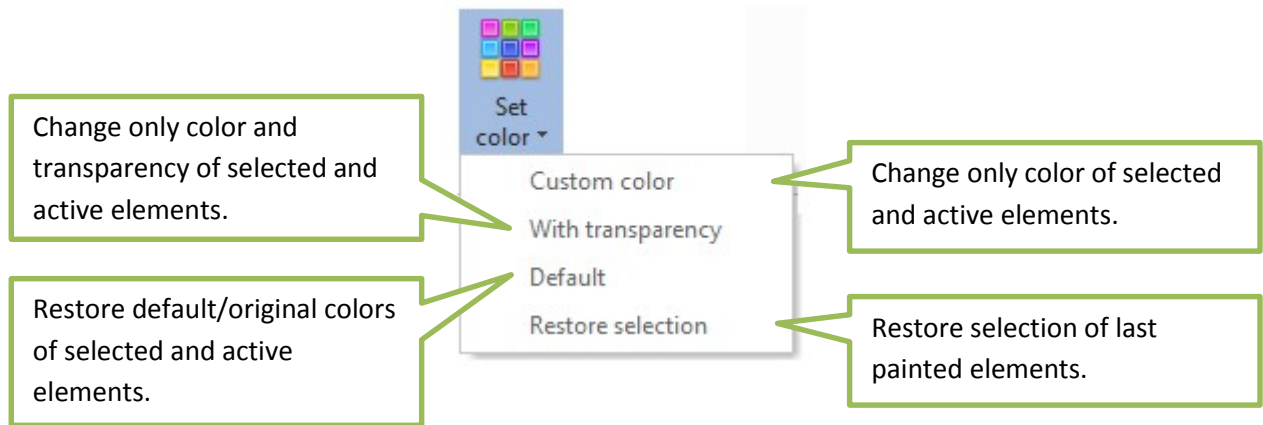 Set
color
Change only color and
transparency of selected and
active elements.
Custom color
With transparency
Default
Restore selection
Change only color of selected
and active elements.
Restore default/original colors
of selected and active
elements.
Restore selection of last
painted elements.